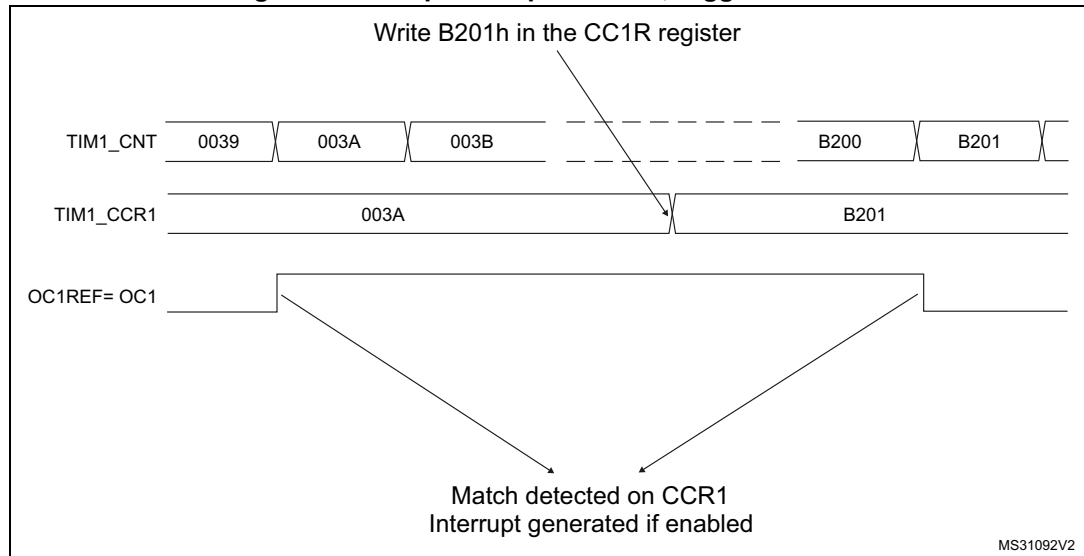 Write B201h in the CC1R register
TIM1_CNT 0039 003A 003B B200 B201
TIM1_CCR1 003A B201
OC1REF= OC1
Match detected on CCR1
Interrupt generated if enabled
MS31092V2